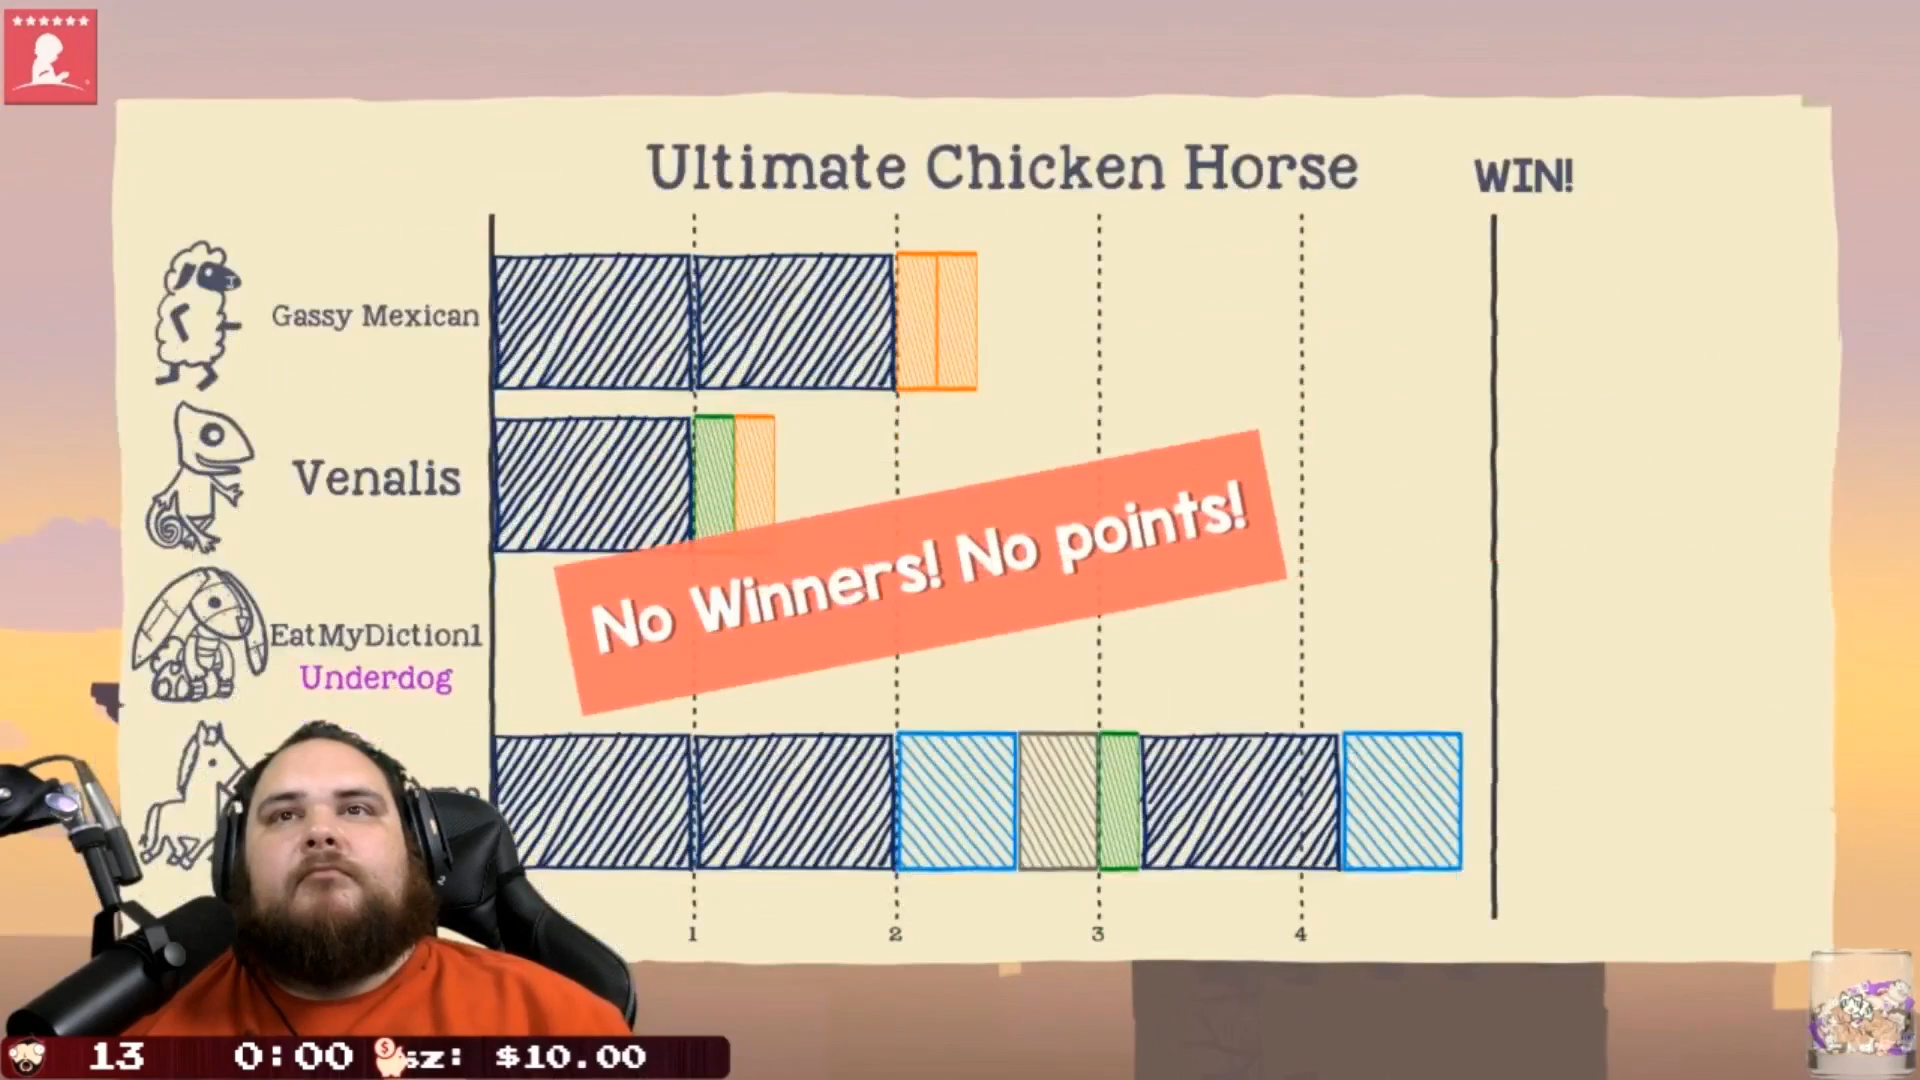 Ultimate Chicken Horse
WIN!
Gassy Mexican
Venalis
No Winners! No points!
EatMyDiction1
Underdog
1 2 3 4
13 0:00 sz: $10.00